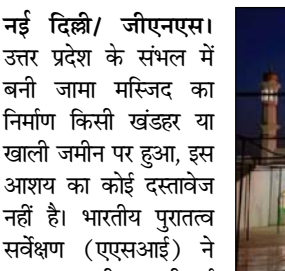 नई दिल्ली/ जीएनएस।
उत्तर प्रदेश के संभल में
बनी जामा मस्जिद का
निर्माण किसी खंडहर या
खाली जमीन पर हुआ, इस
आशय का कोई दस्तावेज
नहीं है। भारतीय पुरातत्व
सर्वेक्षण (एएसआई) ने